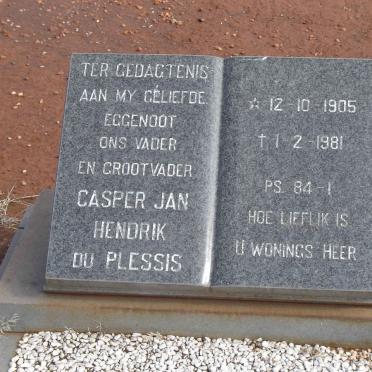 TER GEDAGTENIS
AAN MY GELIEFDE
EGGENOOT
ONS VADER
EN GROOTVADER
CASPER JAN
HENDRIK
DU PLESSIS
☆ 12-10-1905
† 1-2-1981
PS. 84-1
HOE LIEFLIK IS
U WONINGS HEER